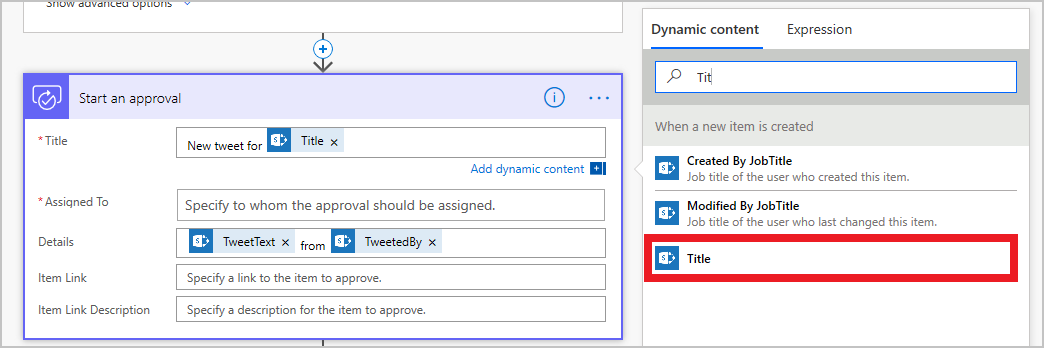 Show advanced options
Start an approval
* Title
New tweet for Title ×
Add dynamic content
* Assigned To
Specify to whom the approval should be assigned.
Details
TweetText × from TweetedBy ×
Item Link
Specify a link to the item to approve.
Item Link Description
Specify a description for the item to approve.
Dynamic content Expression
Tit
When a new item is created
Created By JobTitle
Job title of the user who created this item.
Modified By JobTitle
Job title of the user who last changed this item.
Title